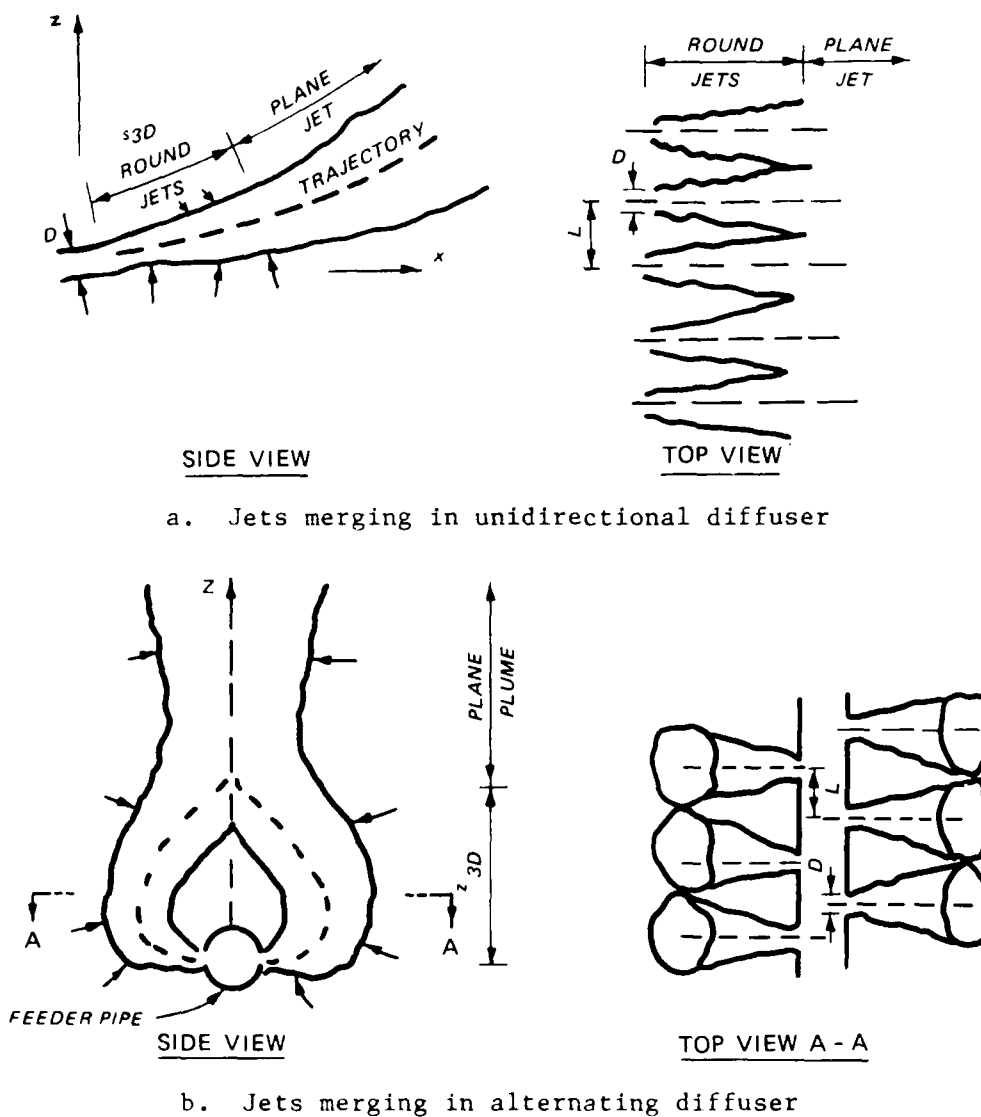 z
s3D
ROUND
JETS
PLANE
JET
TRAJECTORY
D
x
SIDE VIEW
ROUND
JETS
PLANE
JET
D
L
TOP VIEW
a. Jets merging in unidirectional diffuser
Z
PLANE
PLUME
z3D
A
A
FEEDER PIPE
SIDE VIEW
L
D
TOP VIEW A - A
b. Jets merging in alternating diffuser